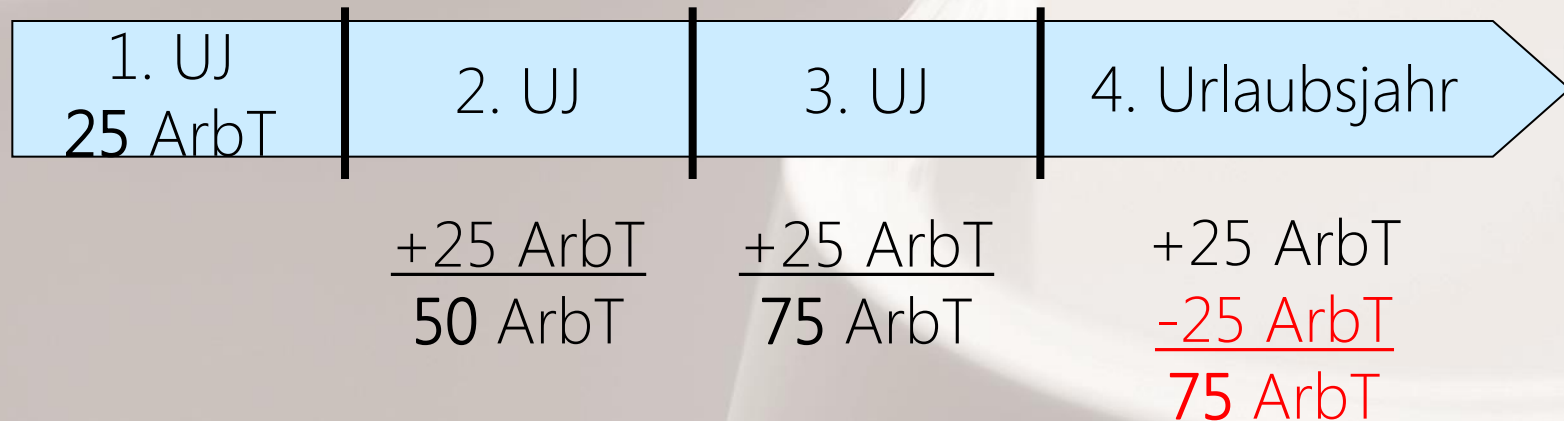 1. UJ
25 ArbT
2. UJ
3. UJ
4. Urlaubsjahr
+25 ArbT
50 ArbT
+25 ArbT
75 ArbT
+25 ArbT
-25 ArbT
75 ArbT